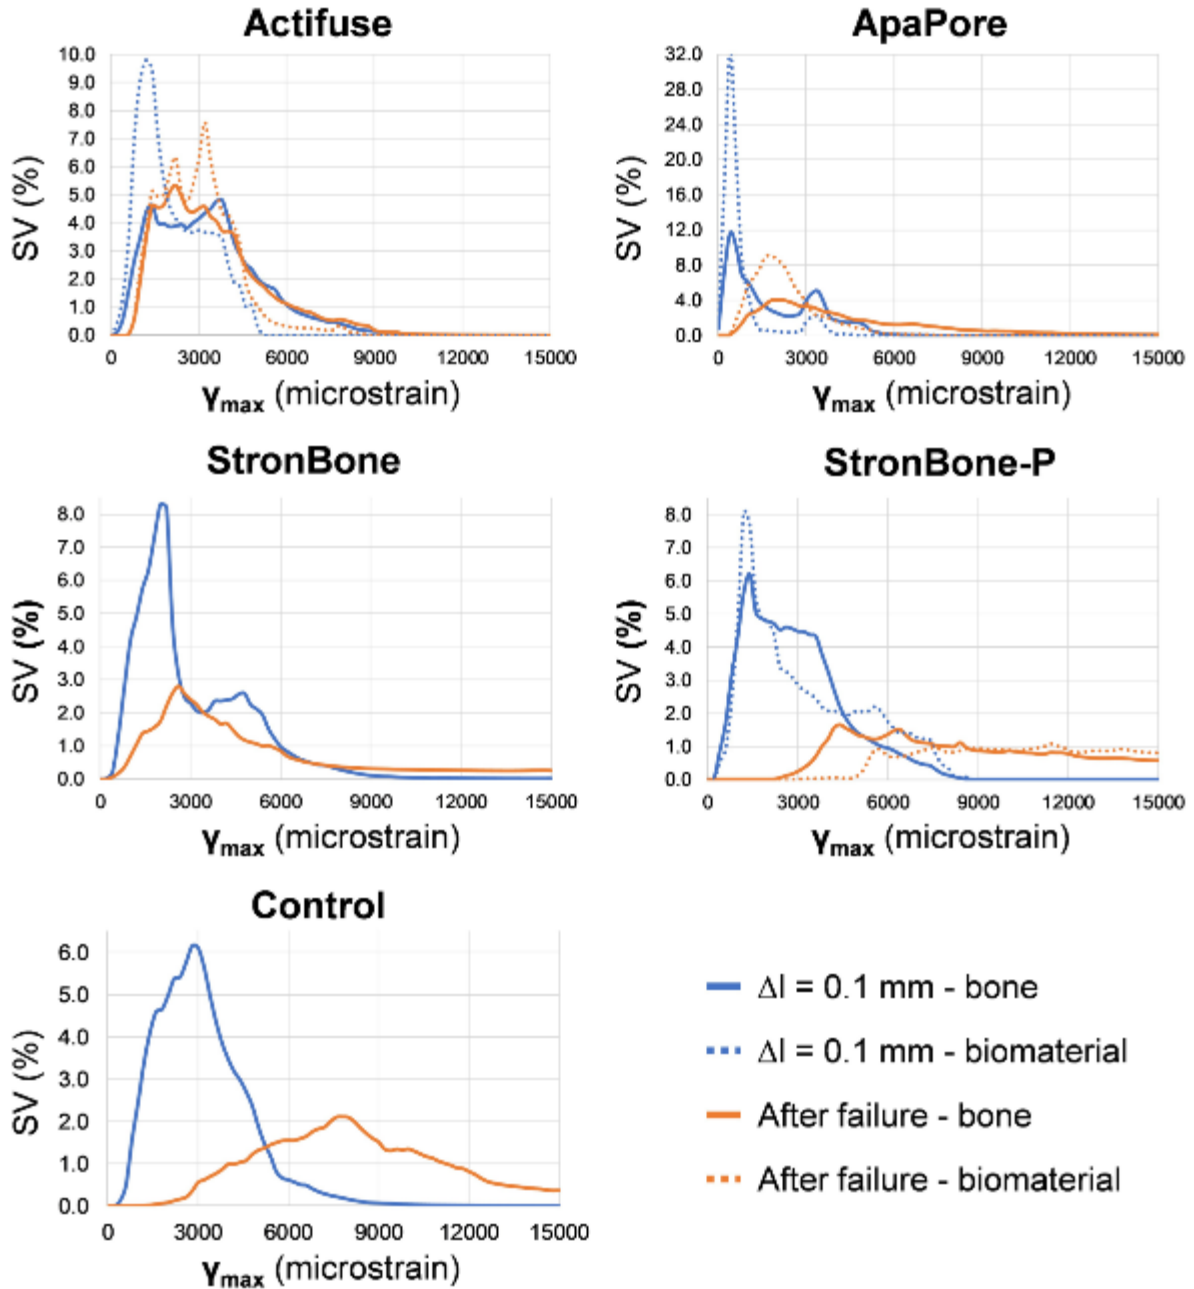 Actifuse
10.0
9.0
8.0
7.0
6.0
5.0
4.0
3.0
2.0
1.0
0.0
SV (%)
0 3000 6000 9000 12000 15000
γmax (microstrain)
ApaPore
32.0
28.0
24.0
20.0
16.0
12.0
8.0
4.0
0.0
SV (%)
0 3000 6000 9000 12000 15000
γmax (microstrain)
StronBone
8.0
7.0
6.0
5.0
4.0
3.0
2.0
1.0
0.0
SV (%)
0 3000 6000 9000 12000 15000
γmax (microstrain)
StronBone-P
8.0
7.0
6.0
5.0
4.0
3.0
2.0
1.0
0.0
SV (%)
0 3000 6000 9000 12000 15000
γmax (microstrain)
Control
6.0
5.0
4.0
3.0
2.0
1.0
0.0
SV (%)
0 3000 6000 9000 12000 15000
γmax (microstrain)
Δl = 0.1 mm - bone
Δl = 0.1 mm - biomaterial
After failure - bone
After failure - biomaterial